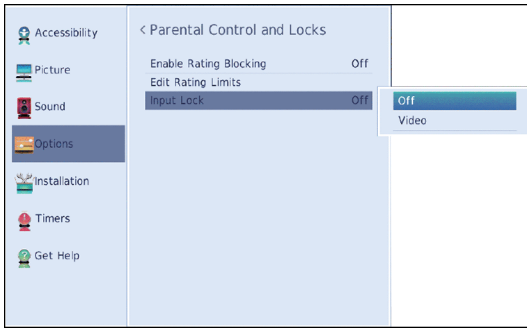 Accessibility
Picture
Sound
Options
Installation
Timers
Get Help
< Parental Control and Locks
Enable Rating Blocking Off
Edit Rating Limits
Input Lock Off
Off
Video